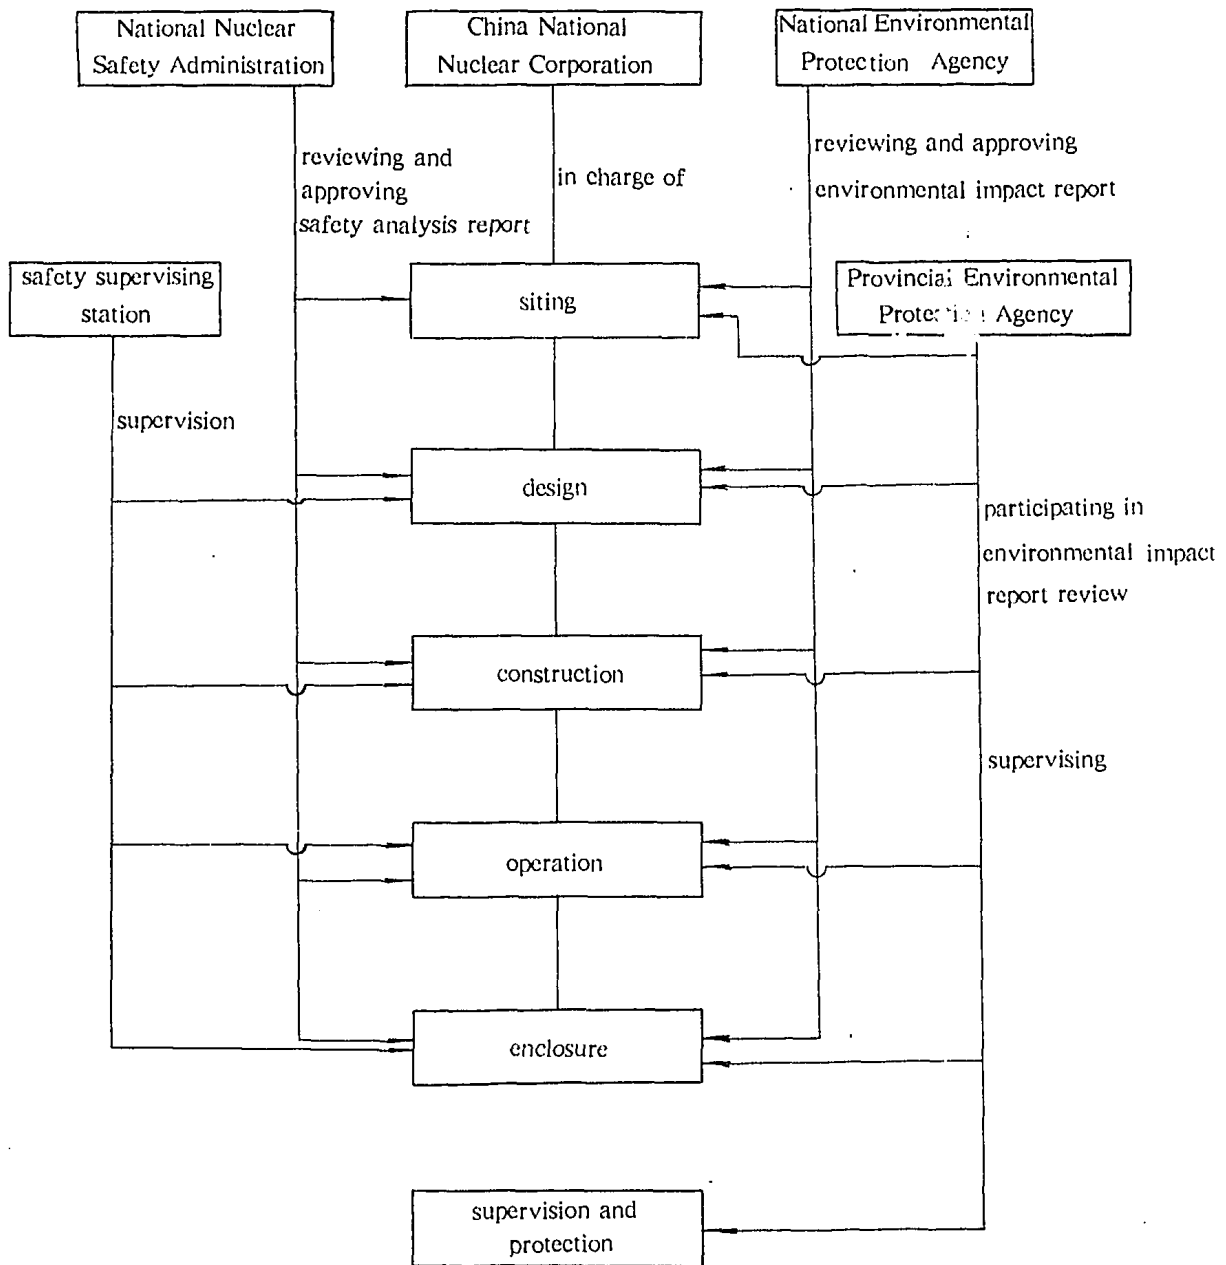 National Nuclear
Safety Administration
China National
Nuclear Corporation
National Environmental
Protection Agency
reviewing and
approving
safety analysis report
in charge of
reviewing and approving
environmental impact report
safety supervising
station
siting
Provincial Environmental
Agency
supervision
design
participating in
environmental impact
report review
construction
supervising
operation
enclosure
supervision and
protection